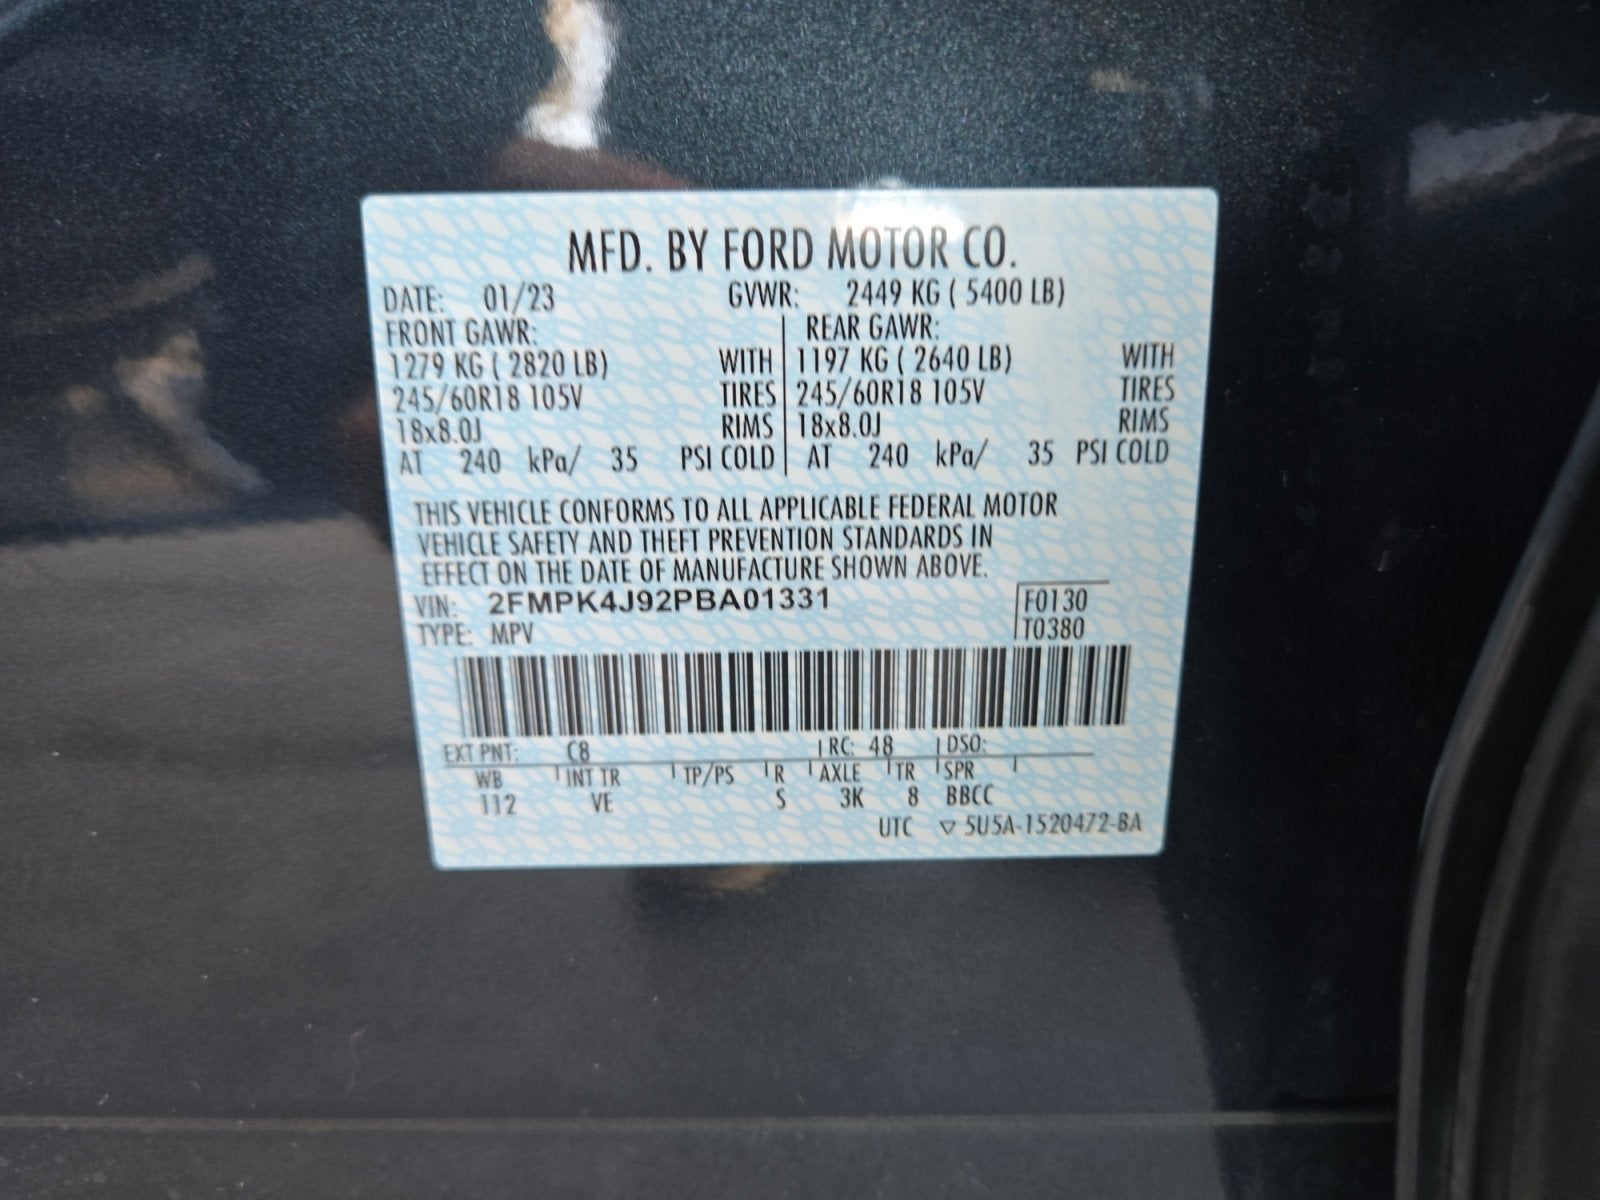 MFD. BY FORD MOTOR CO.
DATE: 01/23 GVWR: 2449 KG ( 5400 LB)
FRONT GAWR: REAR GAWR:
1279 KG ( 2820 LB) WITH 1197 KG ( 2640 LB) WITH
245/60R18 105V TIRES 245/60R18 105V TIRES
18x8.0J RIMS 18x8.0J RIMS
AT 240 kPa/ 35 PSI COLD AT 240 kPa/ 35 PSI COLD
THIS VEHICLE CONFORMS TO ALL APPLICABLE FEDERAL MOTOR
VEHICLE SAFETY AND THEFT PREVENTION STANDARDS IN
EFFECT ON THE DATE OF MANUFACTURE SHOWN ABOVE.
VIN: 2FMPK4J92PBA01331 F0130
TYPE: MPV T0380
EXT PNT: C8 RC: 48 DSO:
WB INT TR TP/PS R AXLE TR SPR
112 VE S 3K 8 BBCC
UTC ▽ 5U5A-1520472-BA